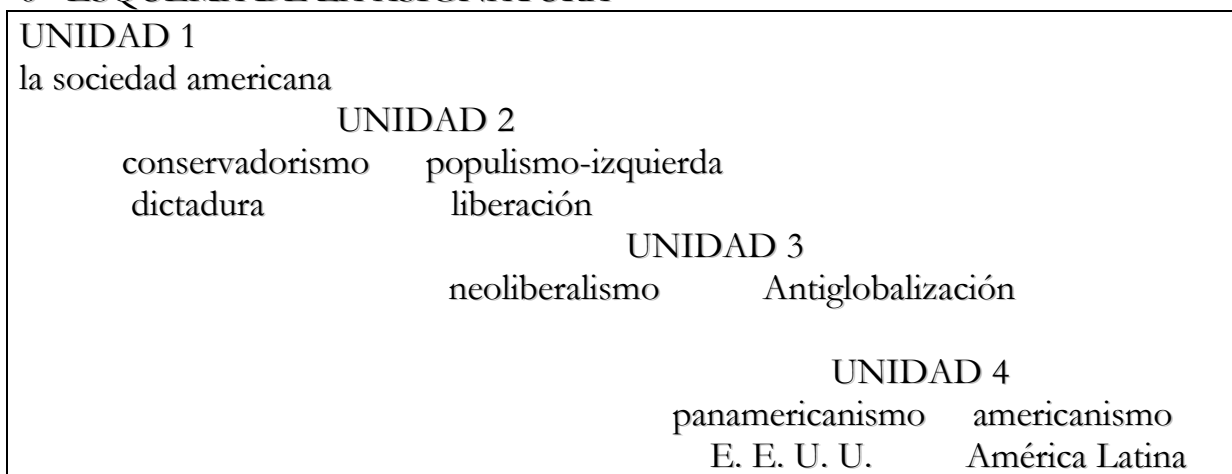 UNIDAD 1
la sociedad americana
UNIDAD 2
conservadorismo populismo-izquierda
dictadura liberación
UNIDAD 3
neoliberalismo Antiglobalización
UNIDAD 4
panamericanismo americanismo
E. E. U. U. América Latina